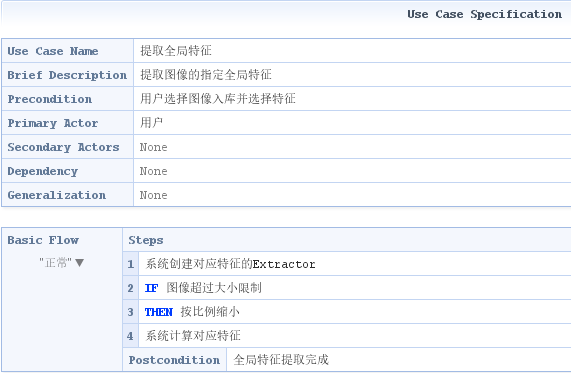 Use Case Specification
Use Case Name 提取全局特征
Brief Description 提取图像的指定全局特征
Precondition 用户选择图像入库并选择特征
Primary Actor 用户
Secondary Actors None
Dependency None
Generalization None
Basic Flow Steps
"正常" ▼
1 系统创建对应特征的Extractor
2 IF 图像超过大小限制
3 THEN 按比例缩小
4 系统计算对应特征
Postcondition 全局特征提取完成